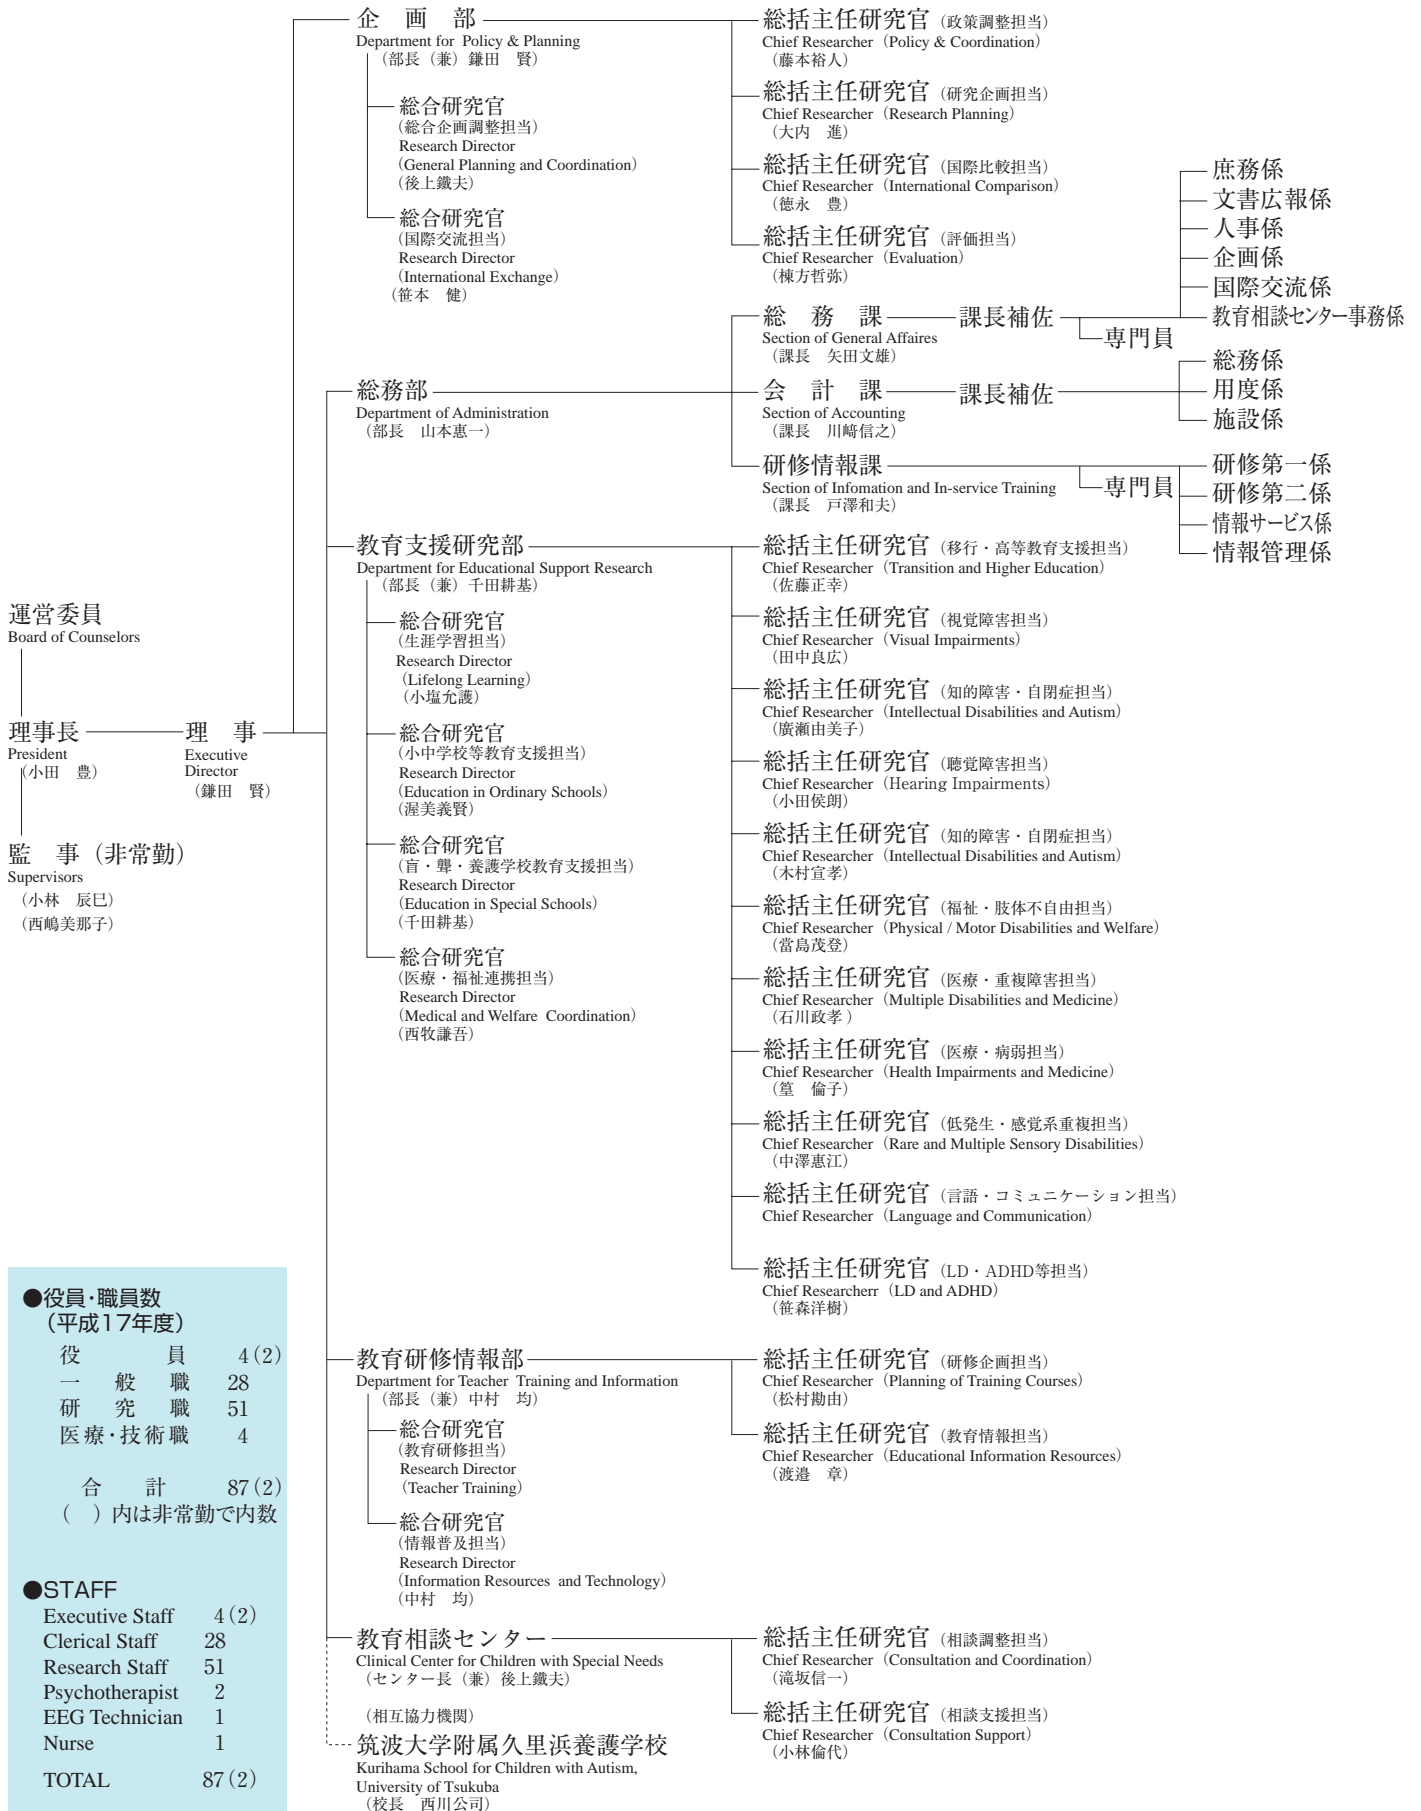 運営委員
Board of Counselors
理事長
President
（小田　豊）
監　事（非常勤）
Supervisors
（小林　辰巳）
（西嶋美那子）
理　事
Executive
Director
（鎌田　賢）
企　画　部
Department for Policy & Planning
（部長（兼）鎌田　賢）
総合研究官
（総合企画調整担当）
Research Director
（General Planning and Coordination）
（後上鐵夫）
総合研究官
（国際交流担当）
Research Director
（International Exchange）
（笹本　健）
総括主任研究官（政策調整担当）
Chief Researcher（Policy & Coordination）
（藤本裕人）
総括主任研究官（研究企画担当）
Chief Researcher（Research Planning）
（大内　進）
総括主任研究官（国際比較担当）
Chief Researcher（International Comparison）
（徳永　豊）
総括主任研究官（評価担当）
Chief Researcher（Evaluation）
（棟方哲弥）
総務部
Department of Administration
（部長　山本惠一）
総　務　課
Section of General Affaires
（課長　矢田文雄）
課長補佐
専門員
庶務係
文書広報係
人事係
企画係
国際交流係
教育相談センター事務係
会　計　課
Section of Accounting
（課長　川﨑信之）
課長補佐
総務係
用度係
施設係
研修情報課
Section of Infomation and In-service Training
（課長　戸澤和夫）
専門員
研修第一係
研修第二係
情報サービス係
情報管理係
教育支援研究部
Department for Educational Support Research
（部長（兼）千田耕基）
総合研究官
（生涯学習担当）
Research Director
（Lifelong Learning）
（小塩允護）
総合研究官
（小中学校等教育支援担当）
Research Director
（Education in Ordinary Schools）
（渥美義賢）
総合研究官
（盲・聾・養護学校教育支援担当）
Research Director
（Education in Special Schools）
（千田耕基）
総合研究官
（医療・福祉連携担当）
Research Director
（Medical and Welfare Coordination）
（西牧謙吾）
総括主任研究官（移行・高等教育支援担当）
Chief Researcher（Transition and Higher Education）
（佐藤正幸）
総括主任研究官（視覚障害担当）
Chief Researcher（Visual Impairments）
（田中良広）
総括主任研究官（知的障害・自閉症担当）
Chief Researcher（Intellectual Disabilities and Autism）
（廣瀬由美子）
総括主任研究官（聴覚障害担当）
Chief Researcher（Hearing Impairments）
（小田侯朗）
総括主任研究官（知的障害・自閉症担当）
Chief Researcher（Intellectual Disabilities and Autism）
（木村宣孝）
総括主任研究官（福祉・肢体不自由担当）
Chief Researcher（Physical / Motor Disabilities and Welfare）
（當島茂登）
総括主任研究官（医療・重複障害担当）
Chief Researcher（Multiple Disabilities and Medicine）
（石川政孝 ）
総括主任研究官（医療・病弱担当）
Chief Researcher（Health Impairments and Medicine）
（篁　倫子）
総括主任研究官（低発生・感覚系重複担当）
Chief Researcher（Rare and Multiple Sensory Disabilities）
（中澤惠江）
総括主任研究官（言語・コミュニケーション担当）
Chief Researcher（Language and Communication）
総括主任研究官（LD・ADHD等担当）
Chief Researcherr（LD and ADHD）
（笹森洋樹）
教育研修情報部
Department for Teacher Training and Information
（部長（兼）中村　均）
総合研究官
（教育研修担当）
Research Director
（Teacher Training）
総合研究官
（情報普及担当）
Research Director
（Information Resources and Technology）
（中村　均）
総括主任研究官（研修企画担当）
Chief Researcher（Planning of Training Courses）
（松村勘由）
総括主任研究官（教育情報担当）
Chief Researcher（Educational Information Resources）
（渡邉　章）
教育相談センター
Clinical Center for Children with Special Needs
（センター長（兼）後上鐵夫）
総括主任研究官（相談調整担当）
Chief Researcher（Consultation and Coordination）
（滝坂信一）
総括主任研究官（相談支援担当）
Chief Researcher（Consultation Support）
（小林倫代）
（相互協力機関）
筑波大学附属久里浜養護学校
Kurihama School for Children with Autism,
University of Tsukuba
（校長　西川公司）
●役員・職員数
（平成17年度）
役　員　4(2)
一　般　職　28
研　究　職　51
医療・技術職　4
合　計　87(2)
（　）内は非常勤で内数
●STAFF
Executive Staff 4(2)
Clerical Staff 28
Research Staff 51
Psychotherapist 2
EEG Technician 1
Nurse 1
TOTAL 87(2)